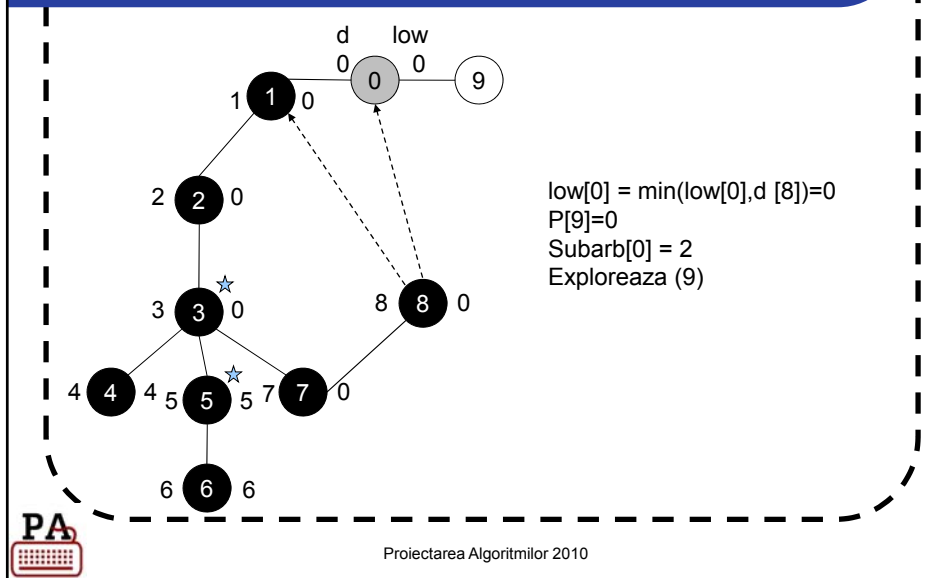 d low
0 0 0 9
1 1 0
2 2 0
low[0] = min(low[0],d [8])=0
P[9]=0
Subarb[0] = 2
Exploreaza (9)
3 3 0
8 8 0
4 4 4 5 5 5 7 7 0
6 6 6
PA
Proiectarea Algoritmilor 2010